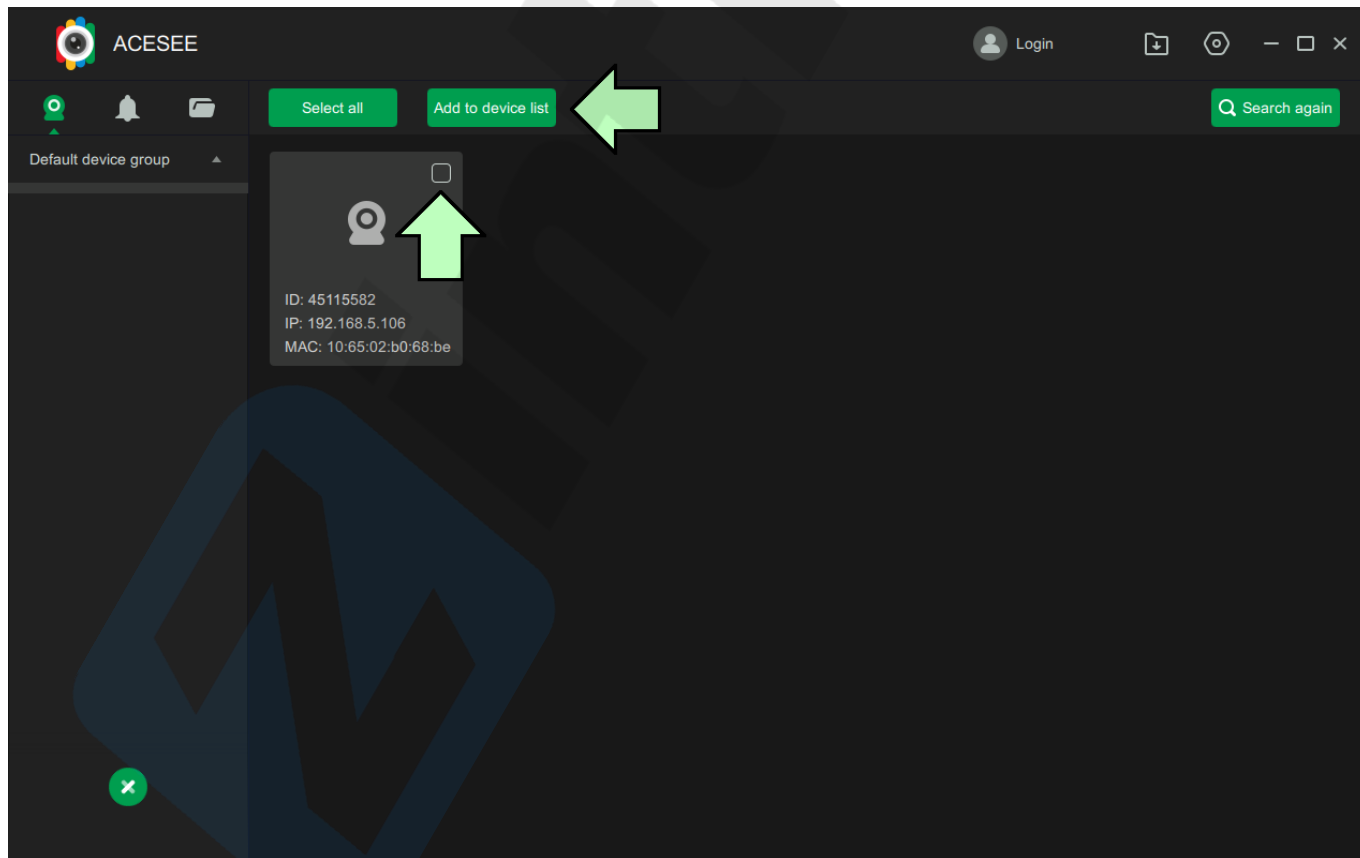 ACESEE
Login
Select all
Add to device list
Search again
Default device group
ID: 45115582
IP: 192.168.5.106
MAC: 10:65:02:b0:68:be